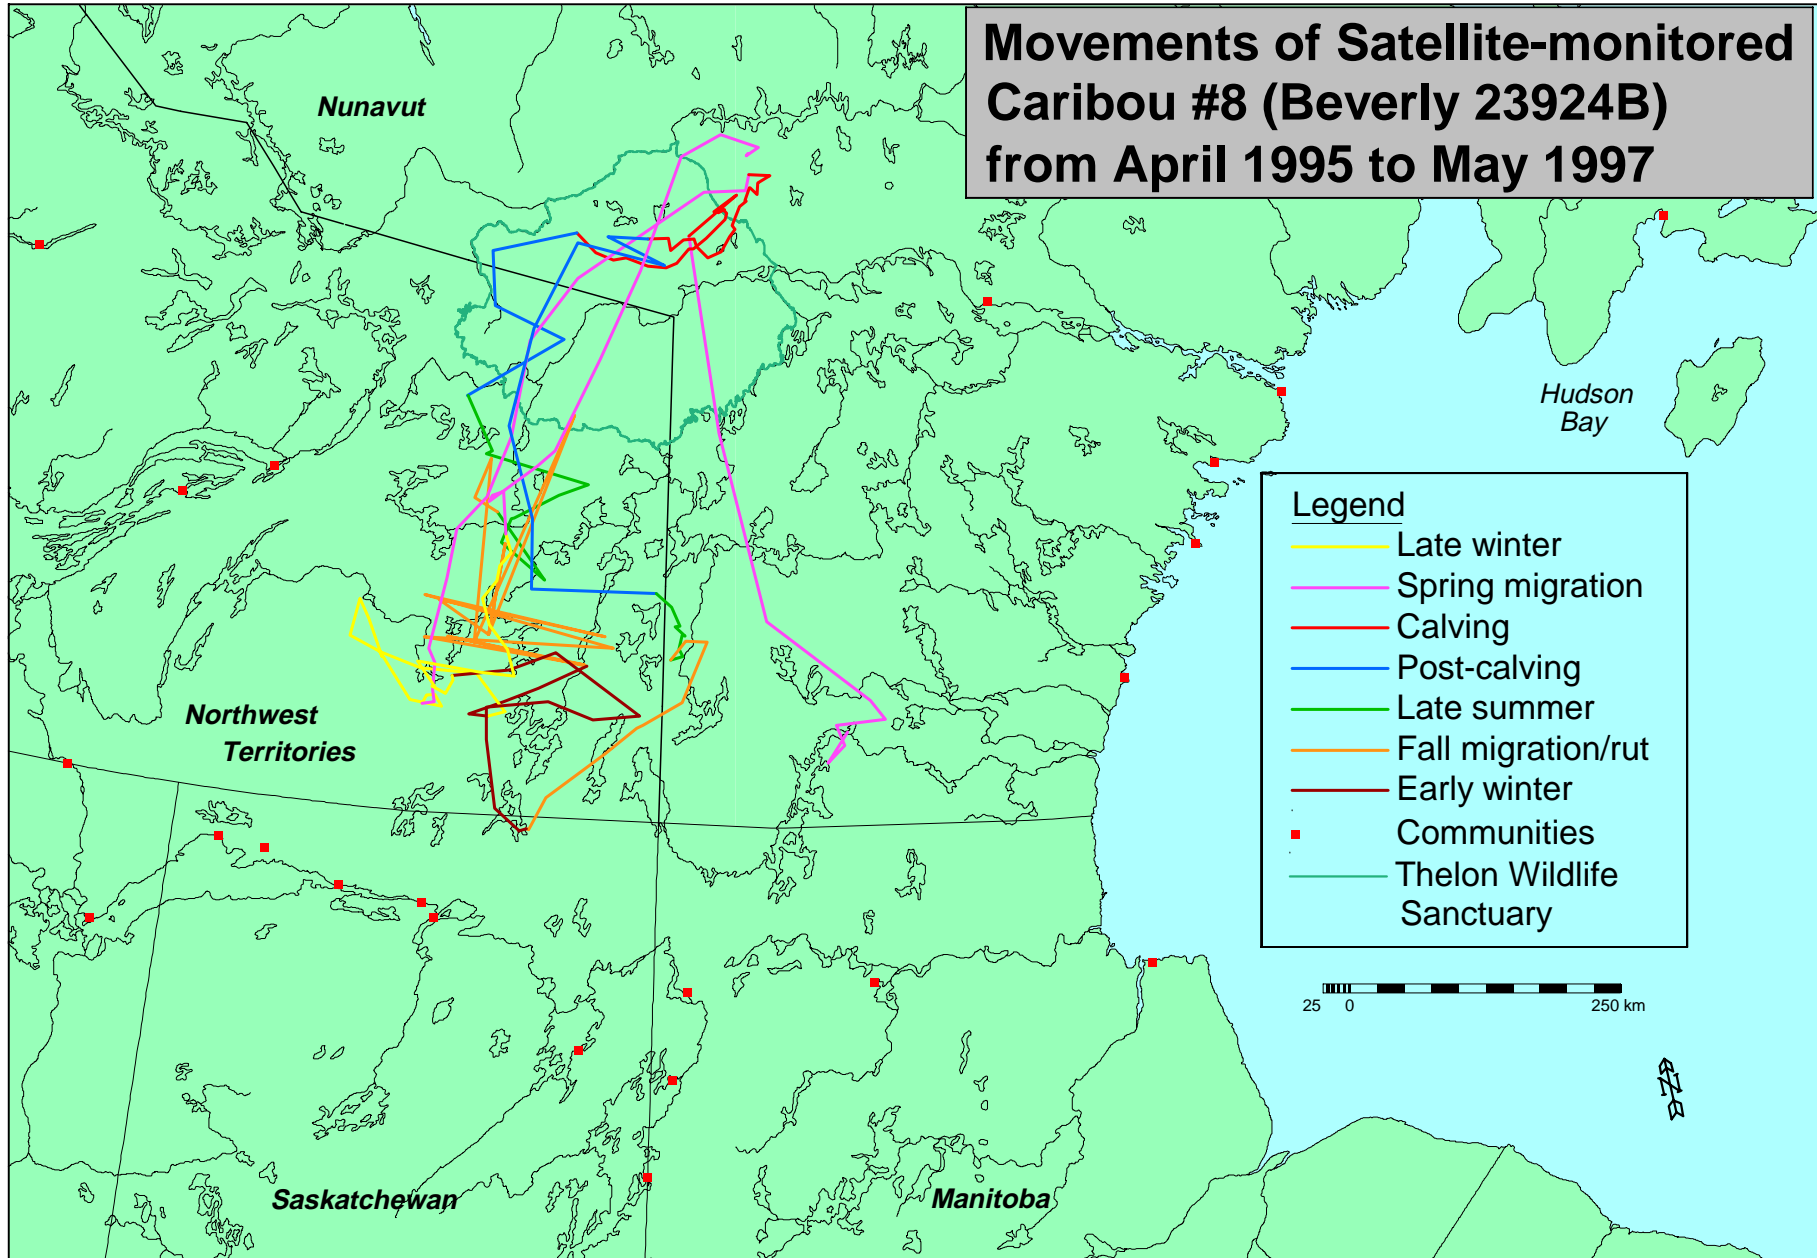 Movements of Satellite-monitored
Caribou #8 (Beverly 23924B)
from April 1995 to May 1997
Nunavut
Hudson
Bay
Legend
Late winter
Spring migration
Calving
Post-calving
Late summer
Fall migration/rut
Early winter
Communities
Thelon Wildlife
Sanctuary
Northwest
Territories
25 0 250 km
N
Saskatchewan
Manitoba